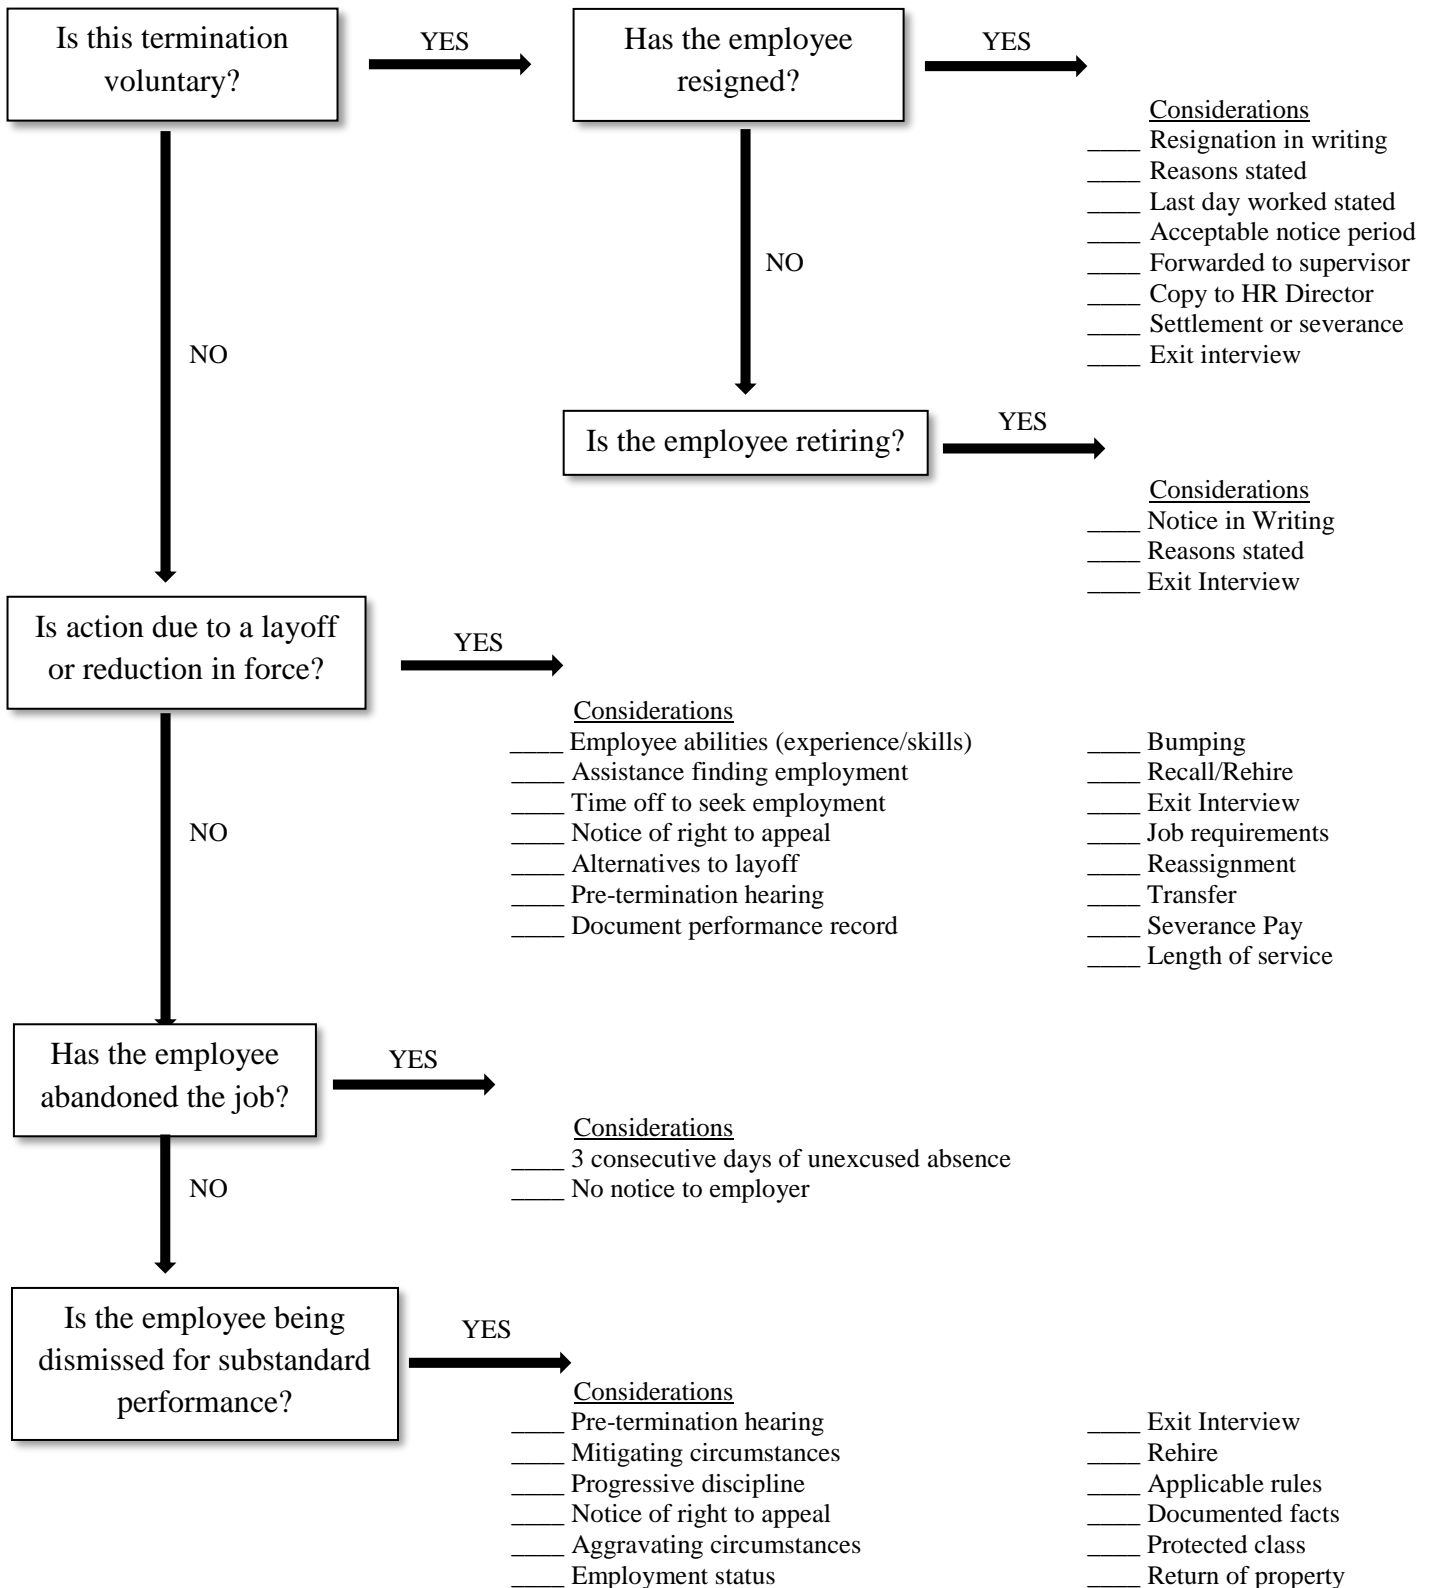 Is this termination
voluntary?
YES
Has the employee
resigned?
YES
Considerations
____ Resignation in writing
____ Reasons stated
____ Last day worked stated
____ Acceptable notice period
____ Forwarded to supervisor
____ Copy to HR Director
____ Settlement or severance
____ Exit interview
NO
NO
Is the employee retiring?
YES
Considerations
____ Notice in Writing
____ Reasons stated
____ Exit Interview
Is action due to a layoff
or reduction in force?
YES
Considerations
____ Employee abilities (experience/skills)
____ Assistance finding employment
____ Time off to seek employment
____ Notice of right to appeal
____ Alternatives to layoff
____ Pre-termination hearing
____ Document performance record
____ Bumping
____ Recall/Rehire
____ Exit Interview
____ Job requirements
____ Reassignment
____ Transfer
____ Severance Pay
____ Length of service
NO
Has the employee
abandoned the job?
YES
Considerations
____ 3 consecutive days of unexcused absence
____ No notice to employer
NO
Is the employee being
dismissed for substandard
performance?
YES
Considerations
____ Pre-termination hearing
____ Mitigating circumstances
____ Progressive discipline
____ Notice of right to appeal
____ Aggravating circumstances
____ Employment status
____ Exit Interview
____ Rehire
____ Applicable rules
____ Documented facts
____ Protected class
____ Return of property